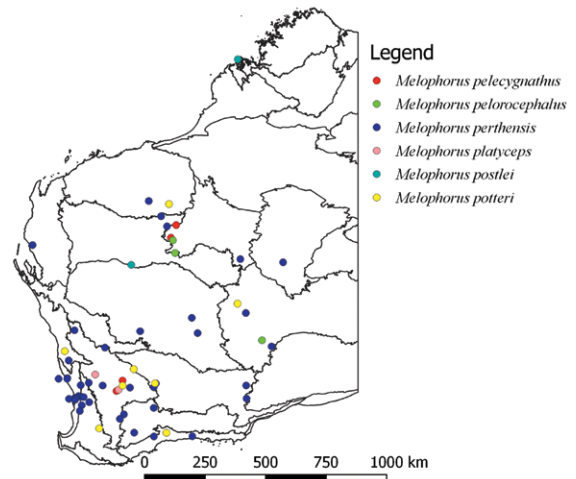 Legend
Melophorus pelecygnathus
Melophorus pelorocephalus
Melophorus perthensis
Melophorus platyceps
Melophorus postlei
Melophorus potteri
0 250 500 750 1000 km